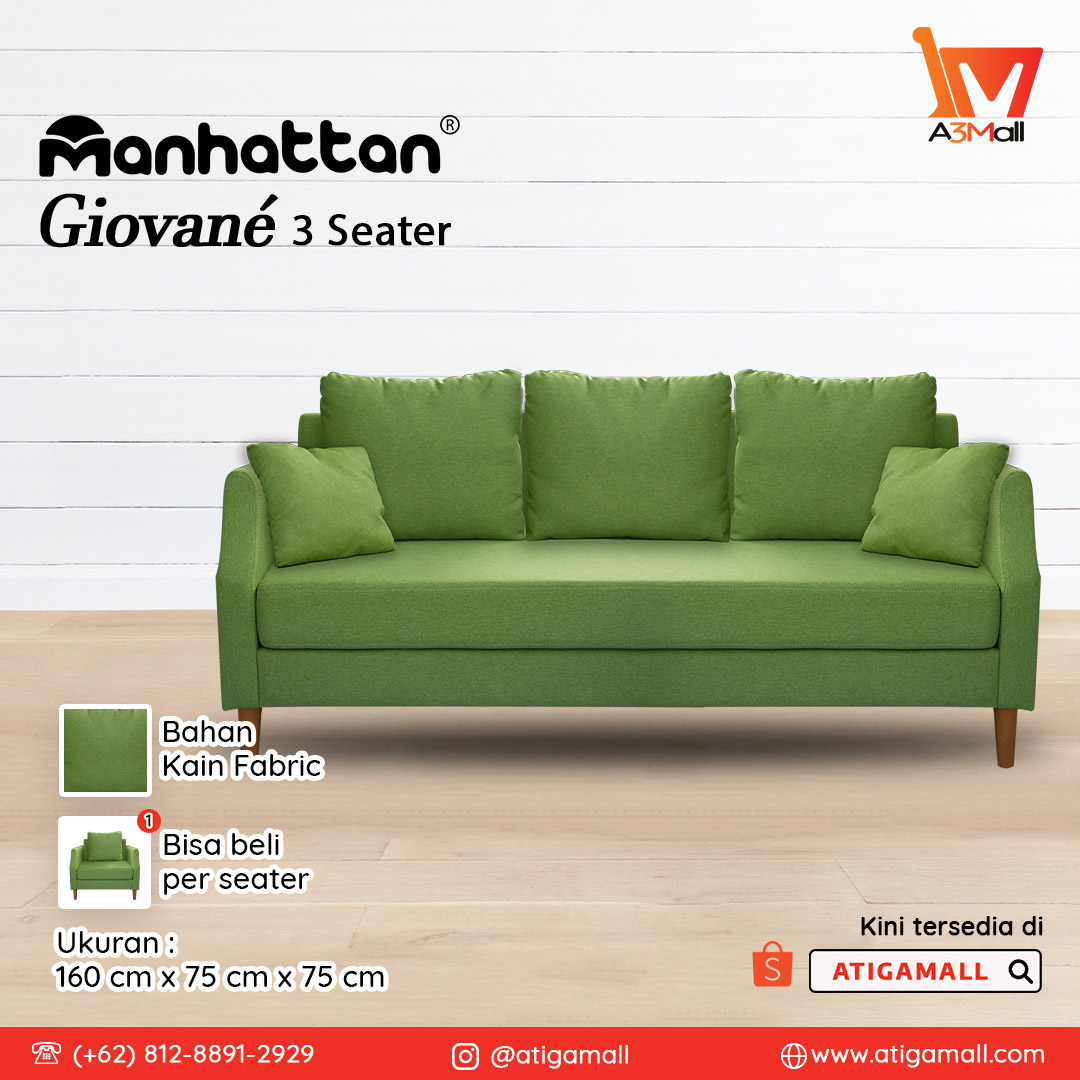 Manhattan®
Giované 3 Seater
A3Mall
Bahan
Kain Fabric
1
Bisa beli
per seater
Ukuran :
160 cm x 75 cm x 75 cm
Kini tersedia di
S
ATIGAMALL
(+62) 812-8891-2929
@atigamall
www.atigamall.com